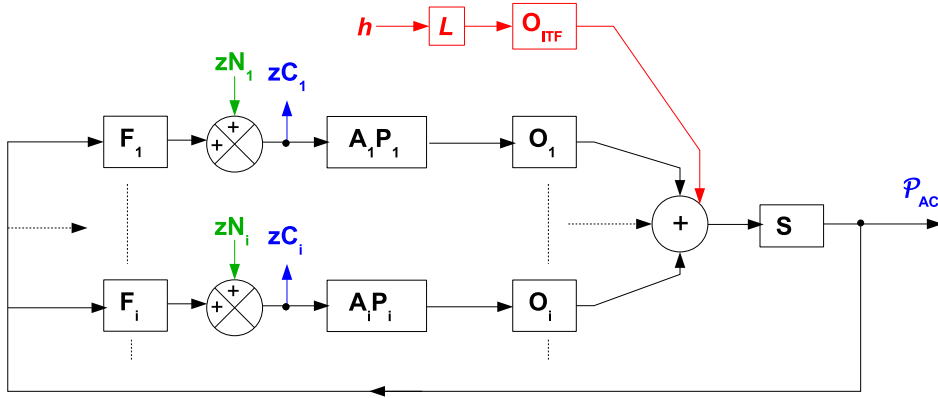 h L O_ITF
zN_1 zC_1
+ +
F_1 A_1P_1 O_1
𝒫_AC
zN_i zC_i
+ S
+ +
F_i A_iP_i O_i